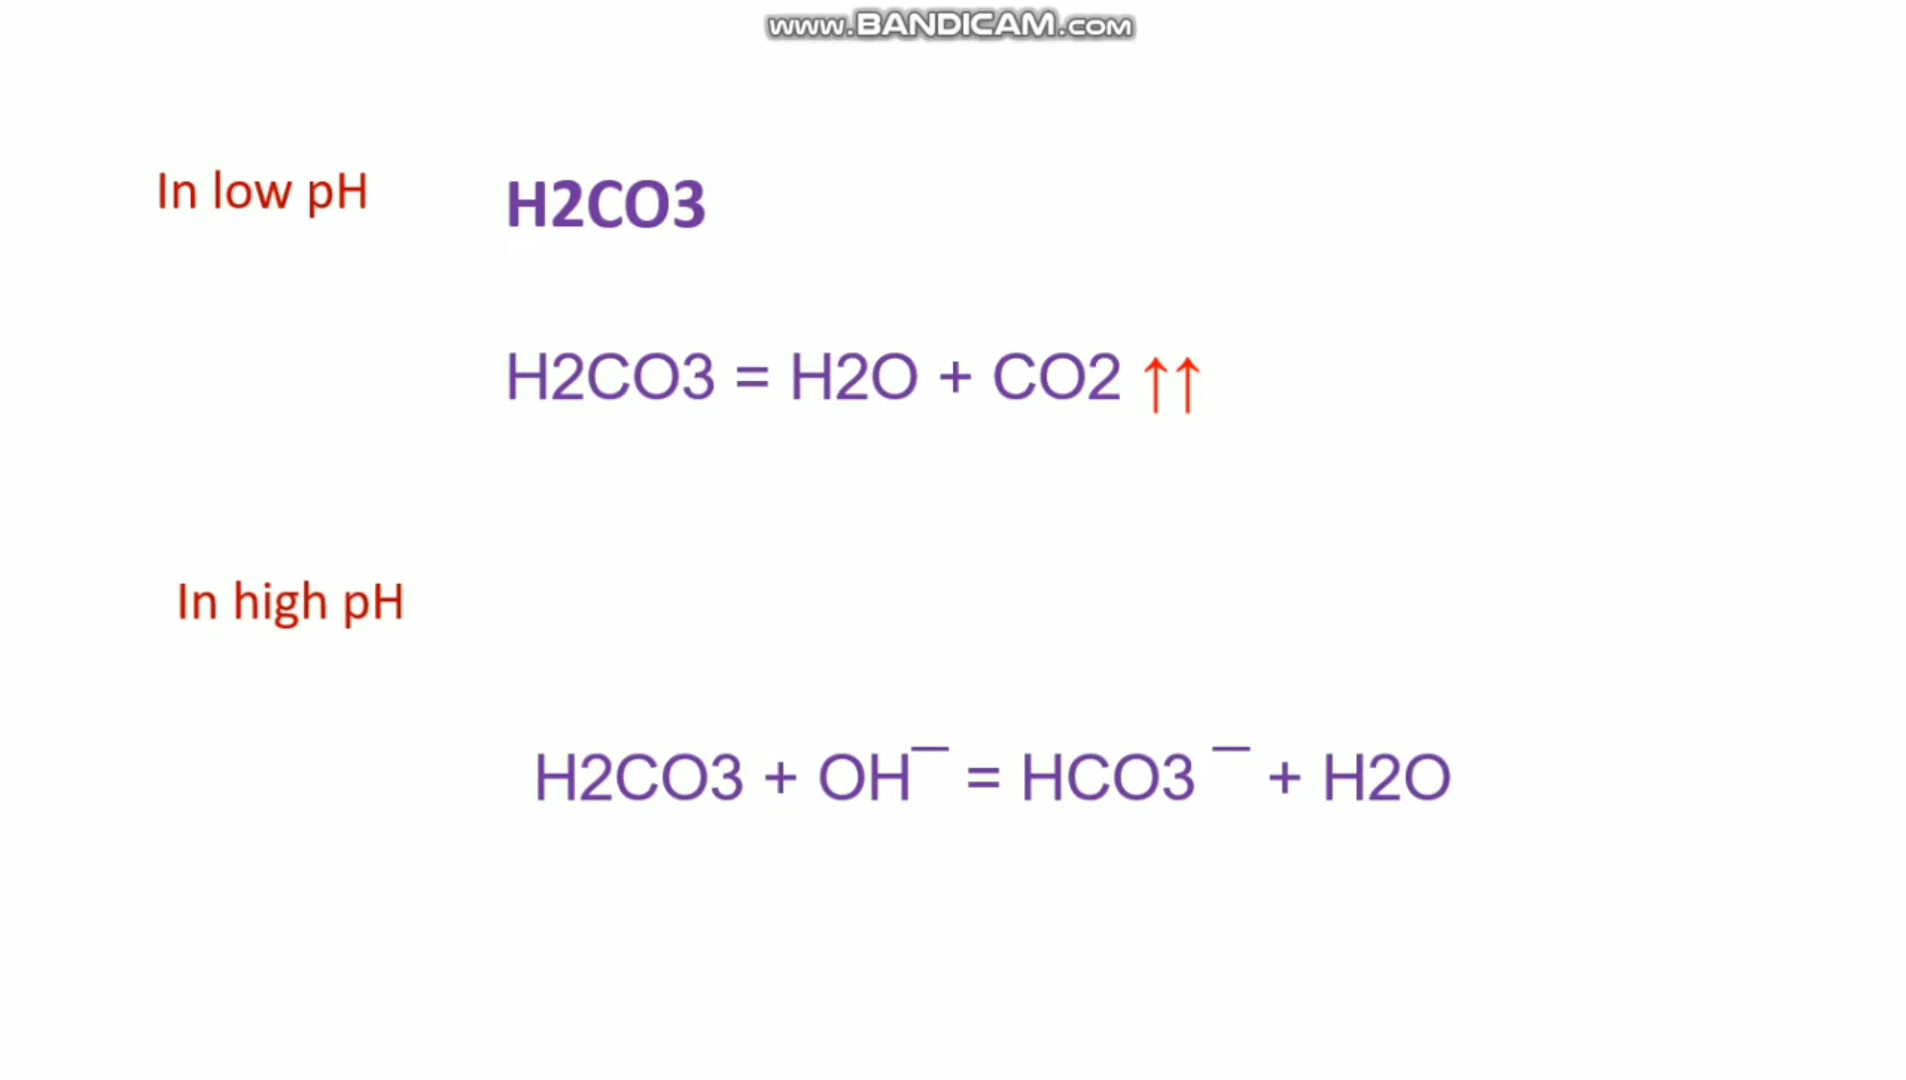 www.BANDICAM.com
In low pH
H2CO3
H2CO3 = H2O + CO2 ↑↑
In high pH
H2CO3 + OH¯ = HCO3 ¯ + H2O